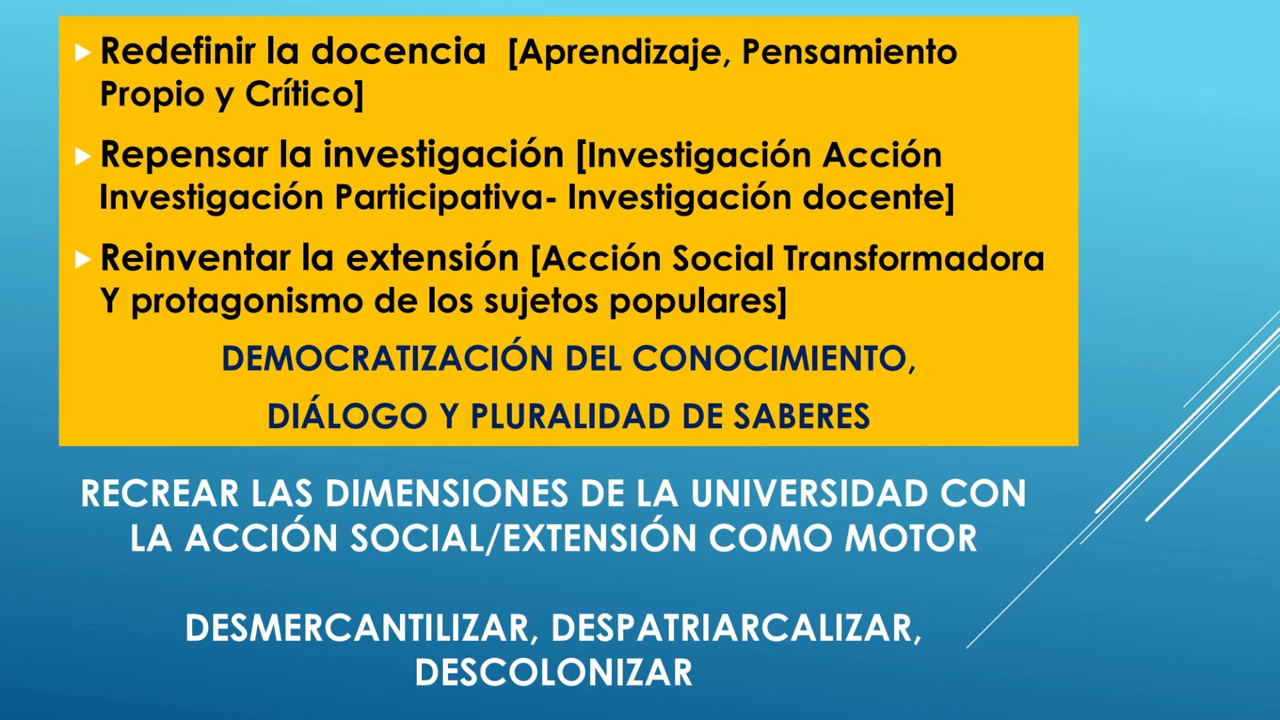 Redefinir la docencia [Aprendizaje, Pensamiento
Propio y Crítico]
Repensar la investigación [Investigación Acción
Investigación Participativa- Investigación docente]
Reinventar la extensión [Acción Social Transformadora
Y protagonismo de los sujetos populares]
DEMOCRATIZACIÓN DEL CONOCIMIENTO,
DIÁLOGO Y PLURALIDAD DE SABERES
RECREAR LAS DIMENSIONES DE LA UNIVERSIDAD CON
LA ACCIÓN SOCIAL/EXTENSIÓN COMO MOTOR
DESMERCANTILIZAR, DESPATRIARCALIZAR,
DESCOLONIZAR